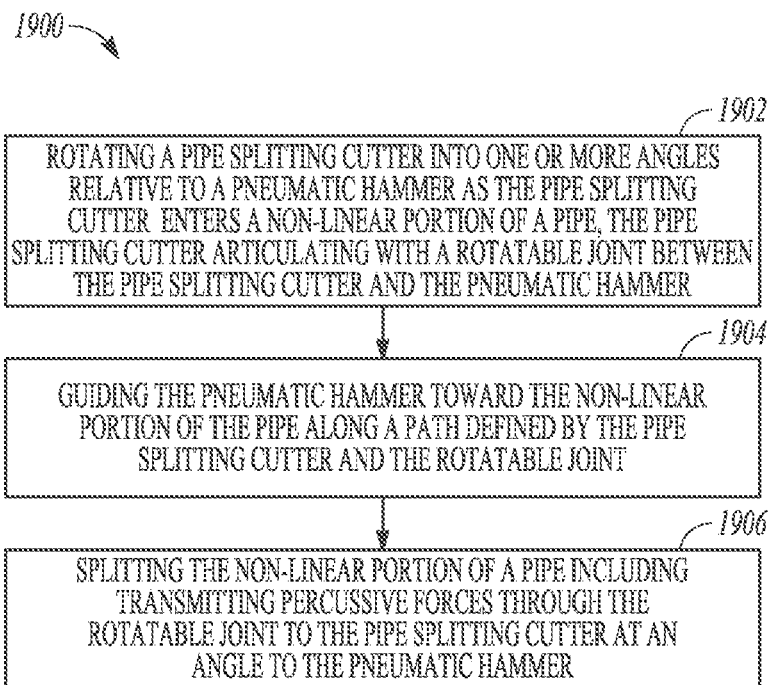 1900
1902
ROTATING A PIPE SPLITTING CUTTER INTO ONE OR MORE ANGLES
RELATIVE TO A PNEUMATIC HAMMER AS THE PIPE SPLITTING
CUTTER ENTERS A NON-LINEAR PORTION OF A PIPE, THE PIPE
SPLITTING CUTTER ARTICULATING WITH A ROTATABLE JOINT BETWEEN
THE PIPE SPLITTING CUTTER AND THE PNEUMATIC HAMMER
1904
GUIDING THE PNEUMATIC HAMMER TOWARD THE NON-LINEAR
PORTION OF THE PIPE ALONG A PATH DEFINED BY THE PIPE
SPLITTING CUTTER AND THE ROTATABLE JOINT
1906
SPLITTING THE NON-LINEAR PORTION OF A PIPE INCLUDING
TRANSMITTING PERCUSSIVE FORCES THROUGH THE
ROTATABLE JOINT TO THE PIPE SPLITTING CUTTER AT AN
ANGLE TO THE PNEUMATIC HAMMER